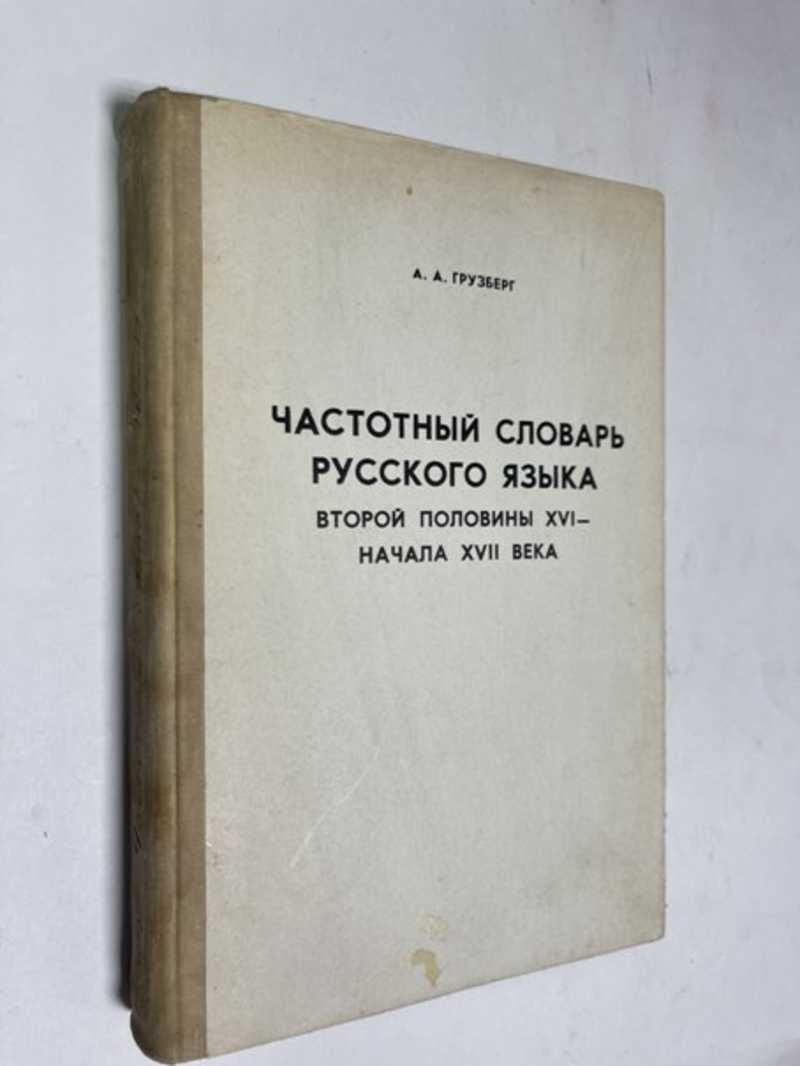 А. А. ГРУЗБЕРГ
ЧАСТОТНЫЙ СЛОВАРЬ
РУССКОГО ЯЗЫКА
ВТОРОЙ ПОЛОВИНЫ XVI–
НАЧАЛА XVII ВЕКА